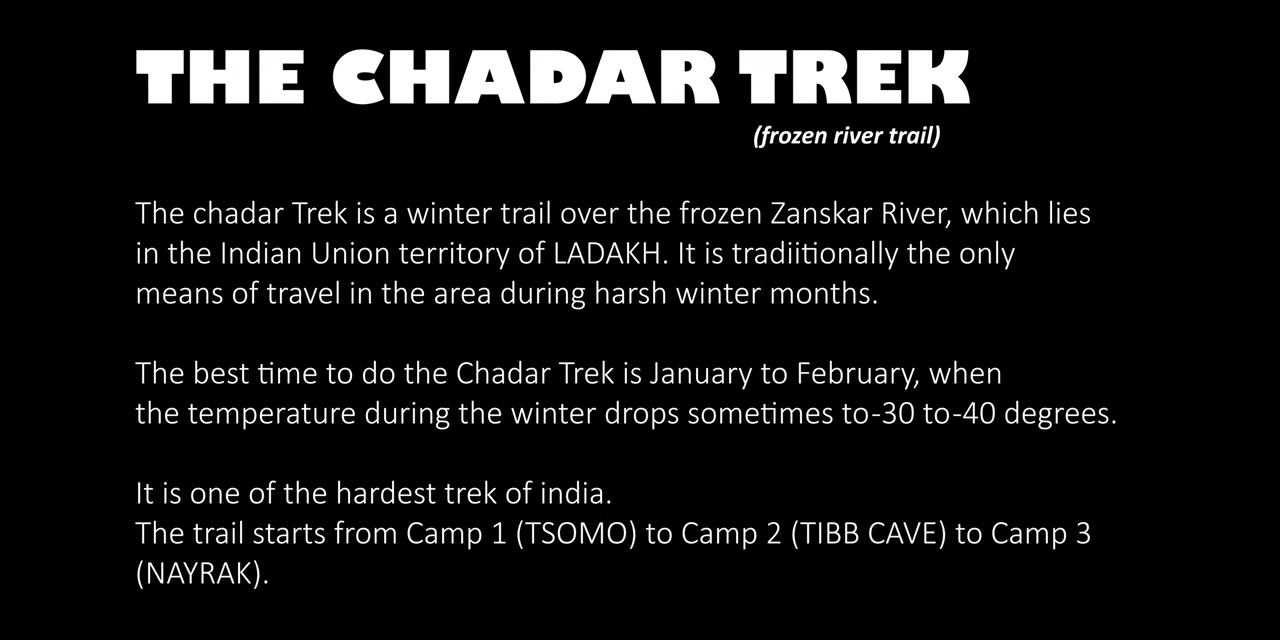 THE CHADAR TREK
(frozen river trail)
The chadar Trek is a winter trail over the frozen Zanskar River, which lies
in the Indian Union territory of LADAKH. It is tradiitionally the only
means of travel in the area during harsh winter months.
The best time to do the Chadar Trek is January to February, when
the temperature during the winter drops sometimes to-30 to-40 degrees.
It is one of the hardest trek of india.
The trail starts from Camp 1 (TSOMO) to Camp 2 (TIBB CAVE) to Camp 3
(NAYRAK).